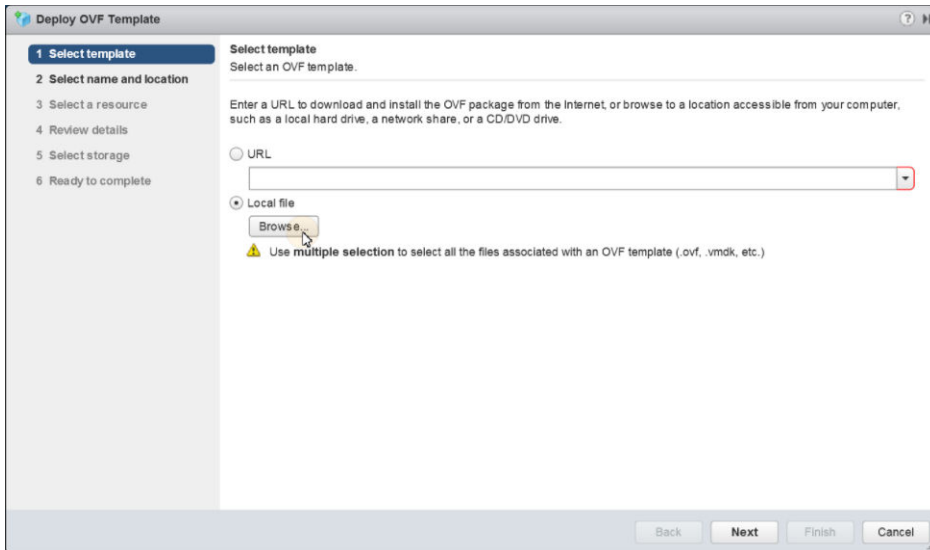 Deploy OVF Template
?
1 Select template
2 Select name and location
3 Select a resource
4 Review details
5 Select storage
6 Ready to complete
Select template
Select an OVF template.
Enter a URL to download and install the OVF package from the Internet, or browse to a location accessible from your computer,
such as a local hard drive, a network share, or a CD/DVD drive.
URL
Local file
Browse...
Use multiple selection to select all the files associated with an OVF template (.ovf, .vmdk, etc.)
Back
Next
Finish
Cancel